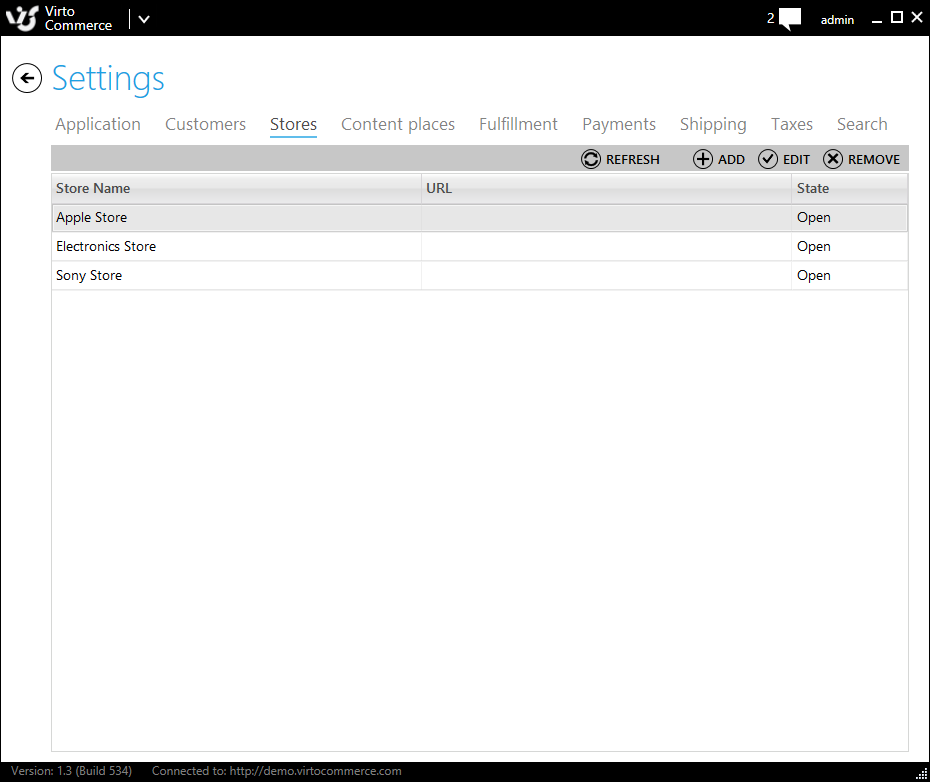 Virto
Commerce
2
admin
Settings
Application Customers Stores Content places Fulfillment Payments Shipping Taxes Search
REFRESH ADD EDIT REMOVE
Store Name URL State
Apple Store Open
Electronics Store Open
Sony Store Open
Version: 1.3 (Build 534) Connected to: http://demo.virtocommerce.com